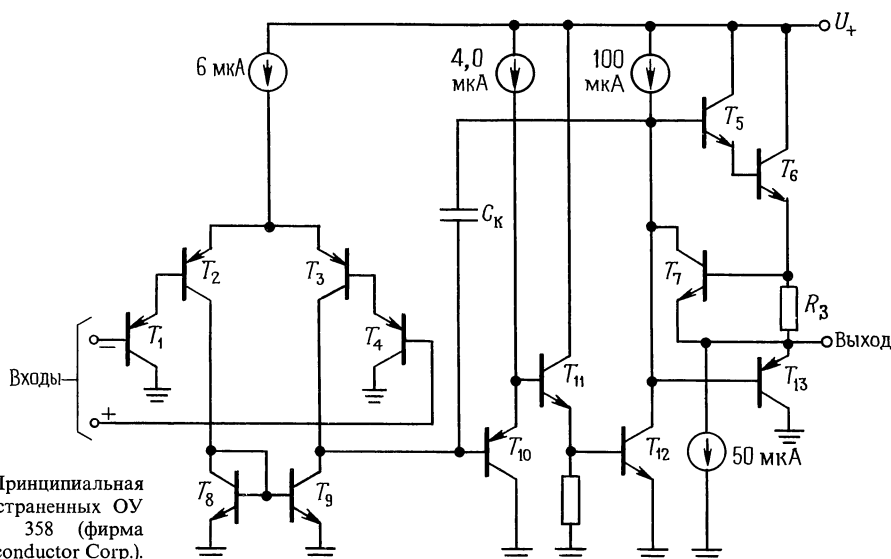 U₊
6 мкА
4,0
мкА
100
мкА
T₅
T₆
Cк
T₂
T₃
T₇
R₃
T₁
T₄
−
Выход
Входы
T₁₁
T₁₃
+
T₁₀
T₁₂
50 мкА
T₈
T₉
Принципиальная
страненных ОУ
358 (фирма
conductor Corp.).